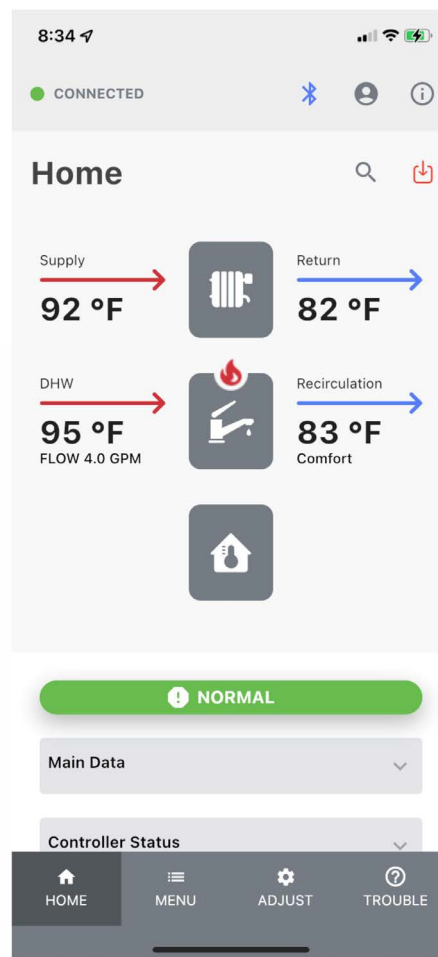 8:34
CONNECTED
Home
Supply
92 °F
Return
82 °F
DHW
95 °F
FLOW 4.0 GPM
Recirculation
83 °F
Comfort
NORMAL
Main Data
Controller Status
HOME
MENU
ADJUST
TROUBLE